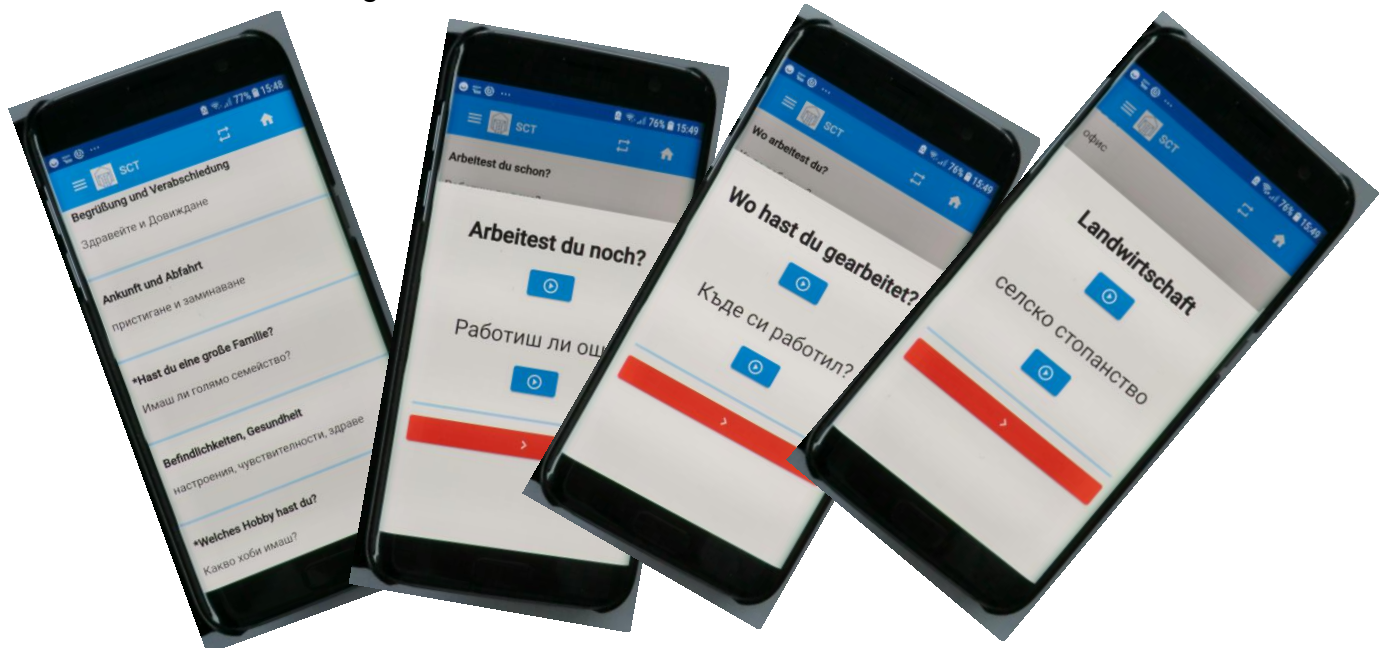 77% 15:48
SCT
Begrüßung und Verabschiedung
Здравейте и Довиждане
Ankunft und Abfahrt
пристигане и заминаване
*Hast du eine große Familie?
Имаш ли голямо семейство?
Befindlichkeiten, Gesundheit
настроения, чувствителности, здраве
*Welches Hobby hast du?
Какво хоби имаш?
76% 15:49
SCT
Arbeitest du schon?
Arbeitest du noch?
Работиш ли ощ
76% 15:49
SCT
Wo arbeitest du?
Wo hast du gearbeitet?
Къде си работил?
76% 15:49
SCT
офис
Landwirtschaft
селско стопанство